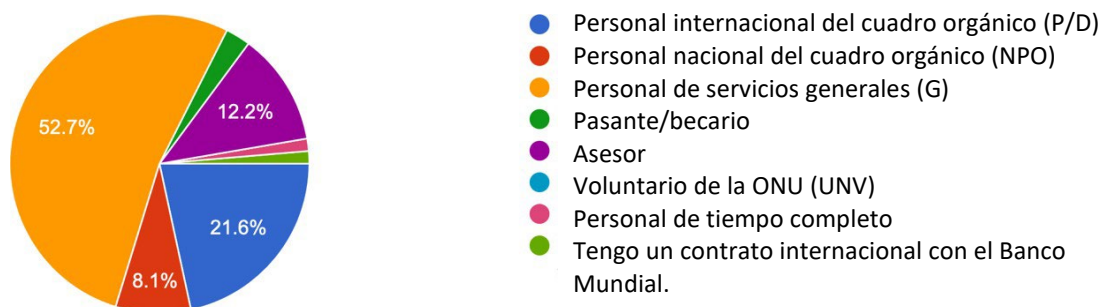 Personal internacional del cuadro orgánico (P/D)
Personal nacional del cuadro orgánico (NPO)
Personal de servicios generales (G)
Pasante/becario
Asesor
Voluntario de la ONU (UNV)
Personal de tiempo completo
Tengo un contrato internacional con el Banco
Mundial.
52.7%
12.2%
21.6%
8.1%